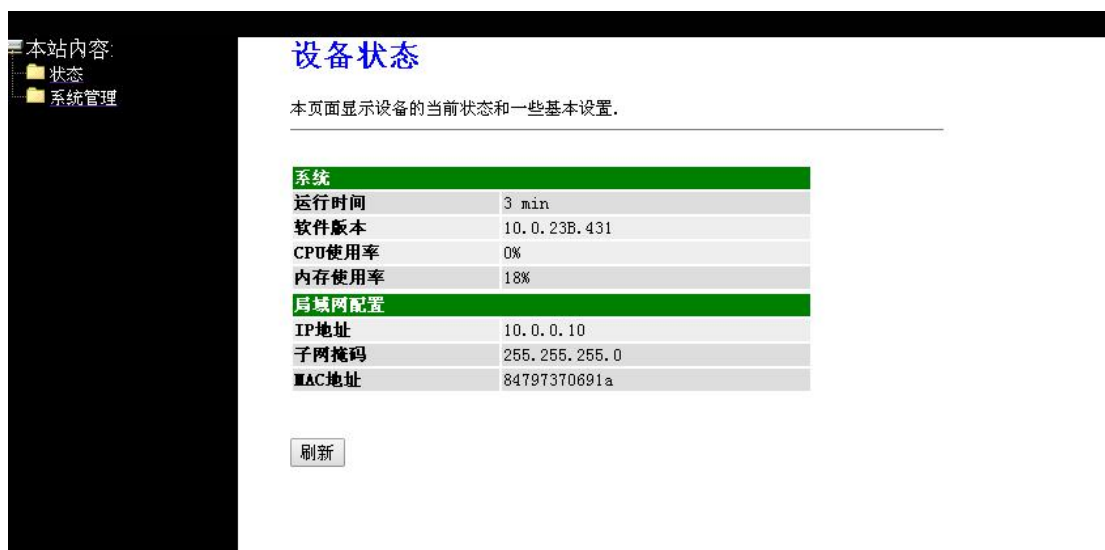 本站内容:
状态
系统管理
设备状态
本页面显示设备的当前状态和一些基本设置.
系统
运行时间 3 min
软件版本 10.0.23B.431
CPU使用率 0%
内存使用率 18%
局域网配置
IP地址 10.0.0.10
子网掩码 255.255.255.0
MAC地址 84797370691a
刷新